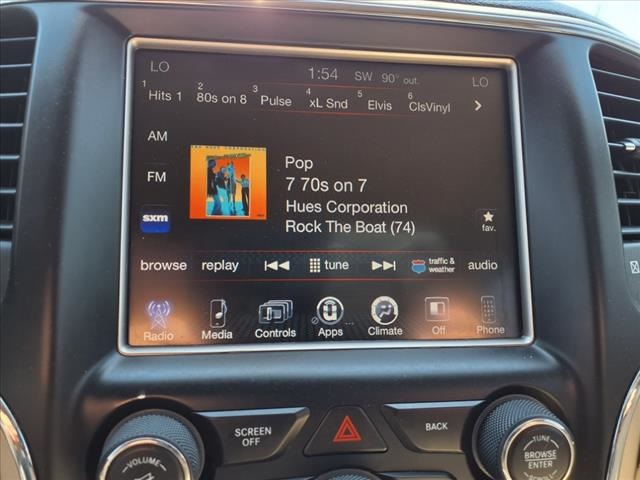 LO 1:54 SW 90° out. LO
1 Hits 1 2 80s on 8 3 Pulse 4 xL Snd 5 Elvis 6 ClsVinyl
AM
Pop
FM
7 70s on 7
Hues Corporation
sxm
Rock The Boat (74)
fav.
browse replay tune traffic & weather audio
Radio Media Controls Apps Climate Off Phone
SCREEN OFF
BACK
VOLUME
TUNE
BROWSE
ENTER
SCROLL